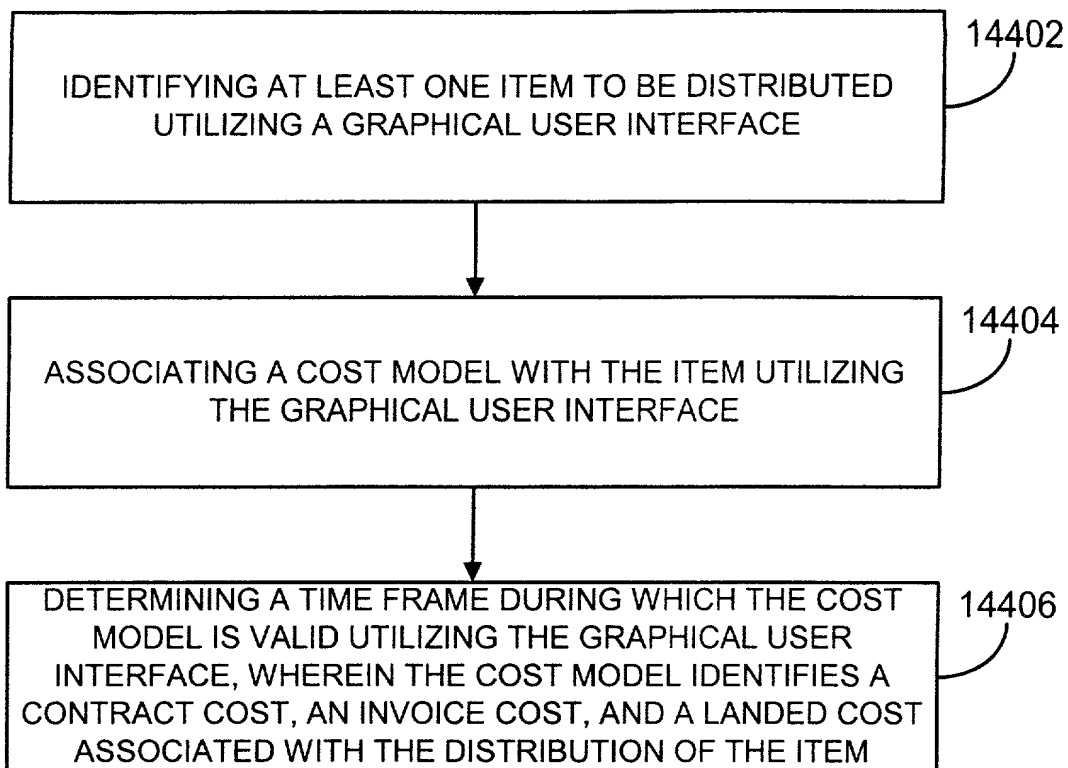 14402
IDENTIFYING AT LEAST ONE ITEM TO BE DISTRIBUTED
UTILIZING A GRAPHICAL USER INTERFACE
14404
ASSOCIATING A COST MODEL WITH THE ITEM UTILIZING
THE GRAPHICAL USER INTERFACE
14406
DETERMINING A TIME FRAME DURING WHICH THE COST
MODEL IS VALID UTILIZING THE GRAPHICAL USER
INTERFACE, WHEREIN THE COST MODEL IDENTIFIES A
CONTRACT COST, AN INVOICE COST, AND A LANDED COST
ASSOCIATED WITH THE DISTRIBUTION OF THE ITEM